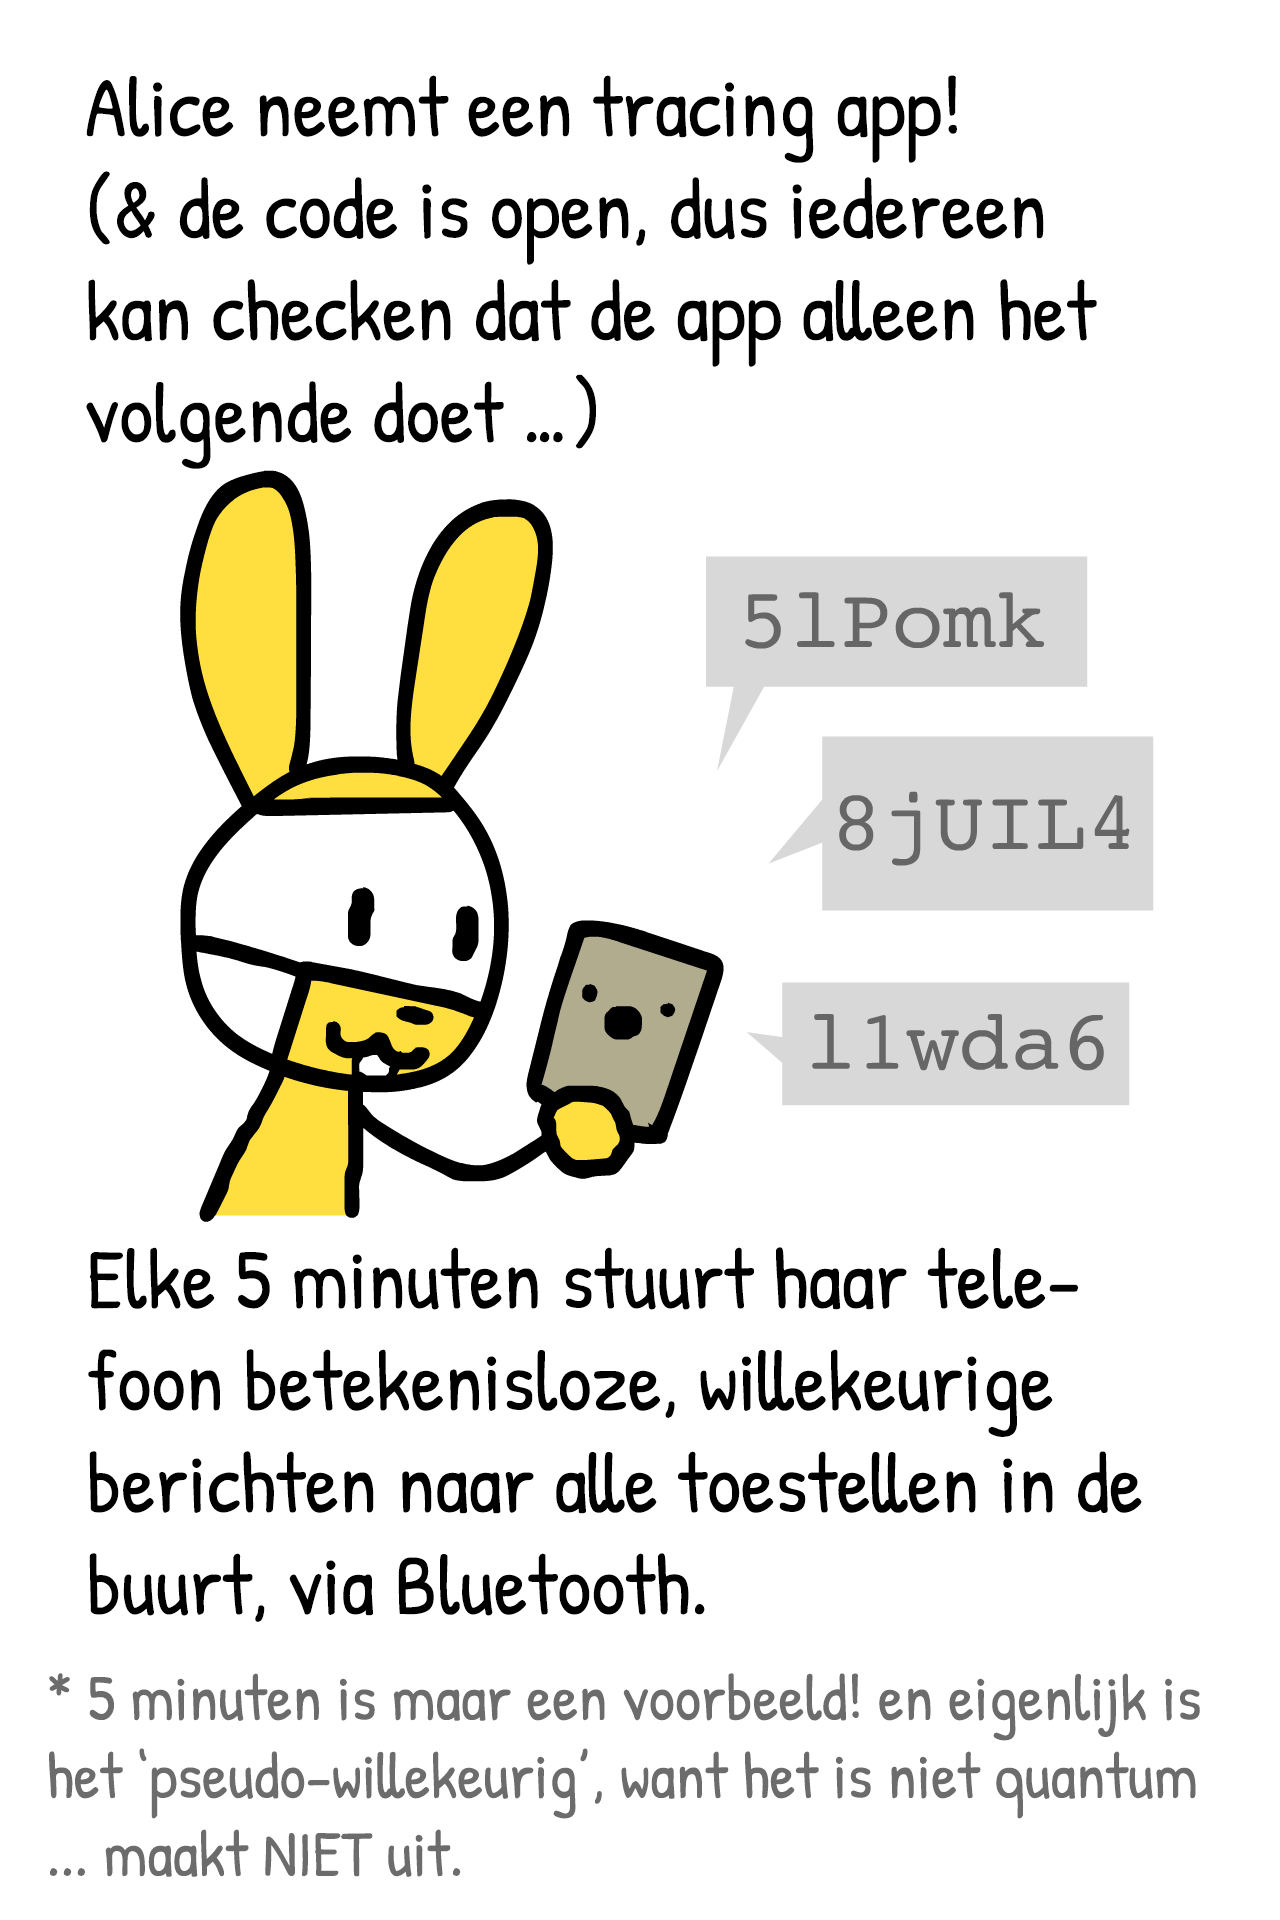 Alice neemt een tracing app!
(& de code is open, dus iedereen
kan checken dat de app alleen het
volgende doet ...)
5lPomk
8jUIL4
l1wda6
Elke 5 minuten stuurt haar tele-
foon betekenisloze, willekeurige
berichten naar alle toestellen in de
buurt, via Bluetooth.
* 5 minuten is maar een voorbeeld! en eigenlijk is
het ‘pseudo-willekeurig’, want het is niet quantum
... maakt NIET uit.